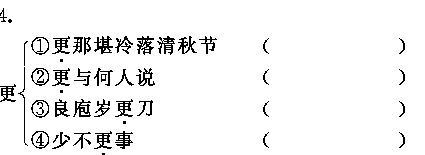 4.
更
①更那堪冷落清秋节 （ ）
②更与何人说 （ ）
③良庖岁更刀 （ ）
④少不更事 （ ）